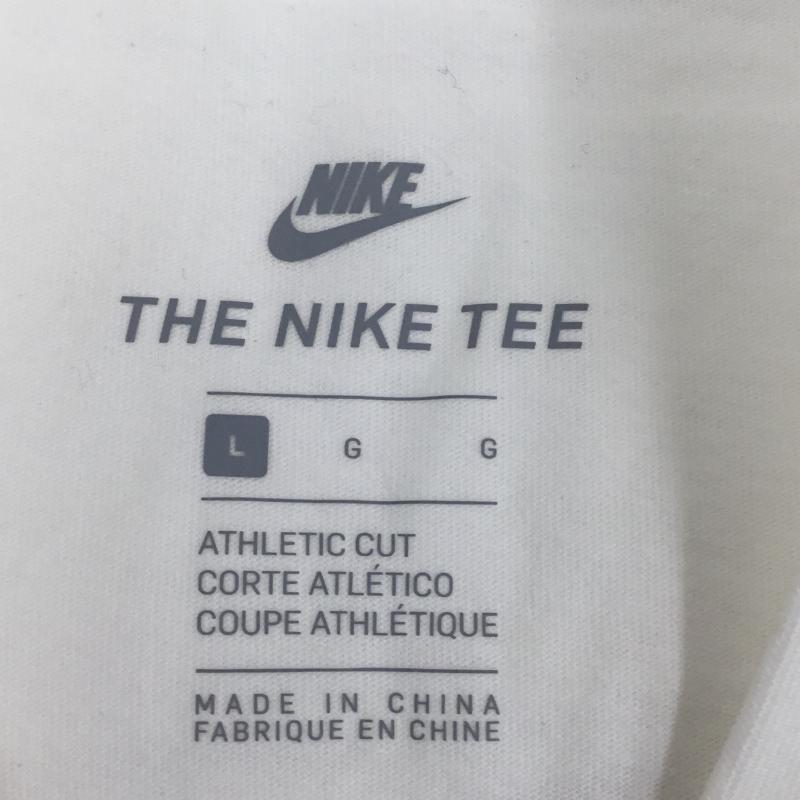 NIKE
THE NIKE TEE
L G G
ATHLETIC CUT
CORTE ATLÉTICO
COUPE ATHLÉTIQUE
MADE IN CHINA
FABRIQUE EN CHINE